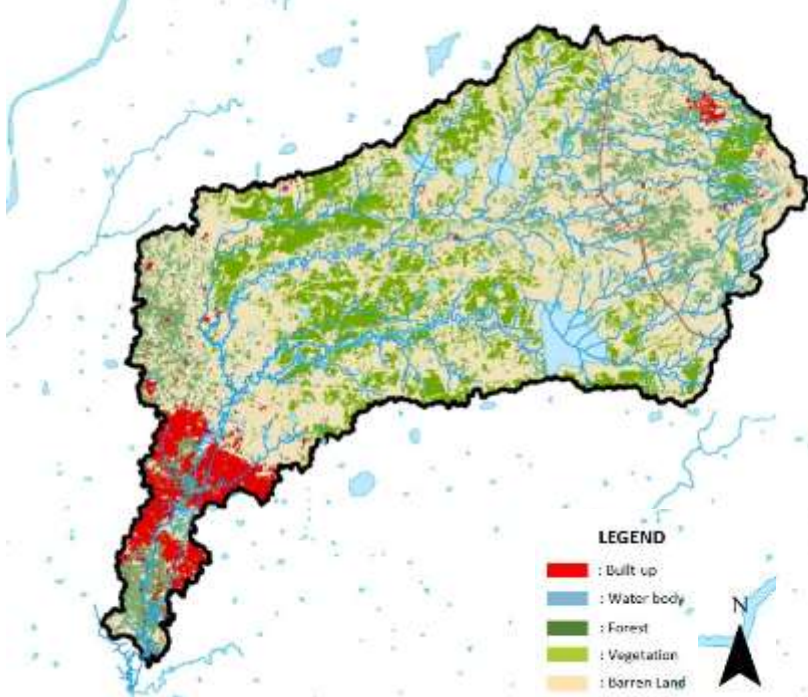 LEGEND
: Built up
: Water body
: Forest
: Vegetation
: Barren Land
N